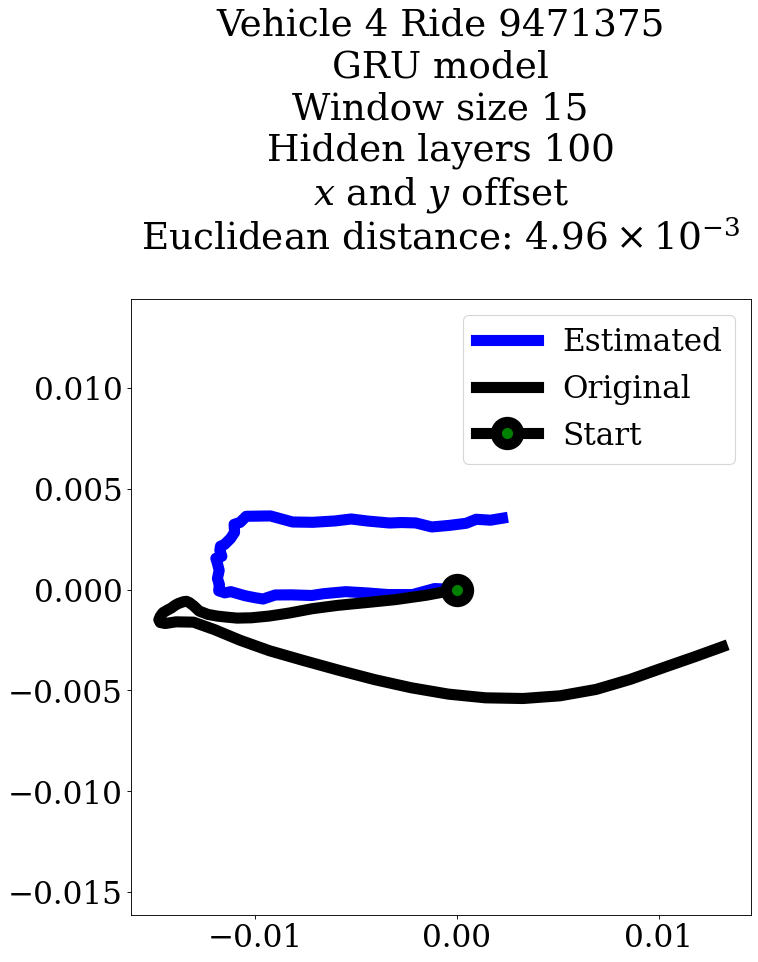 Vehicle 4 Ride 9471375
GRU model
Window size 15
Hidden layers 100
x and y offset
Euclidean distance: 4.96 × 10⁻³
Estimated
Original
Start
0.010
0.005
0.000
−0.005
−0.010
−0.015
−0.01 0.00 0.01